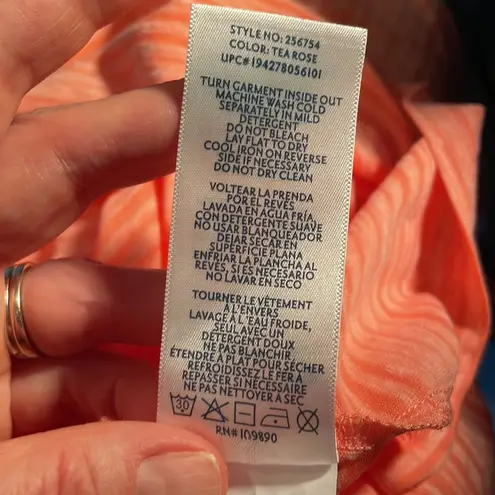 STYLE NO: 256754
COLOR: TEA ROSE
UPC# 194278056101
TURN GARMENT INSIDE OUT
MACHINE WASH COLD
SEPARATELY IN MILD
DETERGENT
DO NOT BLEACH
LAY FLAT TO DRY
COOL IRON ON REVERSE
SIDE IF NECESSARY
DO NOT DRY CLEAN
VOLTEAR LA PRENDA
POR EL REVÉS
LAVADA EN AGUA FRÍA,
CON DETERGENTE SUAVE
NO USAR BLANQUEADOR
DEJAR SECAR EN
SUPERFICIE PLANA
ENFRIAR LA PLANCHA AL
REVÉS, SI ES NECESARIO
NO LAVAR EN SECO
TOURNER LE VÊTEMENT
À L'ENVERS
LAVAGE À L'EAU FROIDE,
SEUL AVEC UN
DÉTERGENT DOUX
NE PAS BLANCHIR
ÉTENDRE À PLAT POUR SÉCHER
REFROIDISSEZ LE FER À
REPASSER SI NÉCESSAIRE
NE PAS NETTOYER À SEC
30
RN# 109890